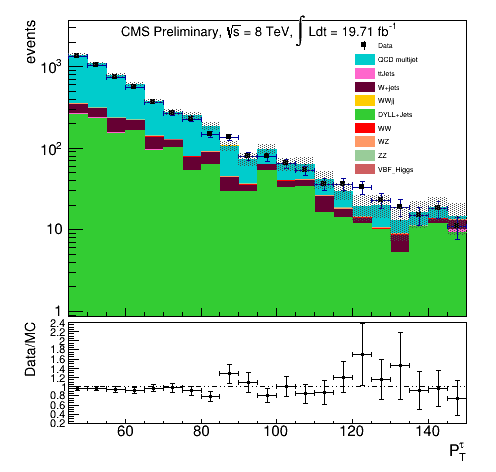 CMS Preliminary, √s = 8 TeV, ∫ Ldt = 19.71 fb⁻¹
events
Data
QCD multijet
ttJets
W+jets
WWjj
DYLL+Jets
WW
WZ
ZZ
VBF_Higgs
10³
10²
10
1
Data/MC
2.4
2.2
2
1.8
1.6
1.4
1.2
1
0.8
0.6
0.4
0.2
60 80 100 120 140
P_T^τ